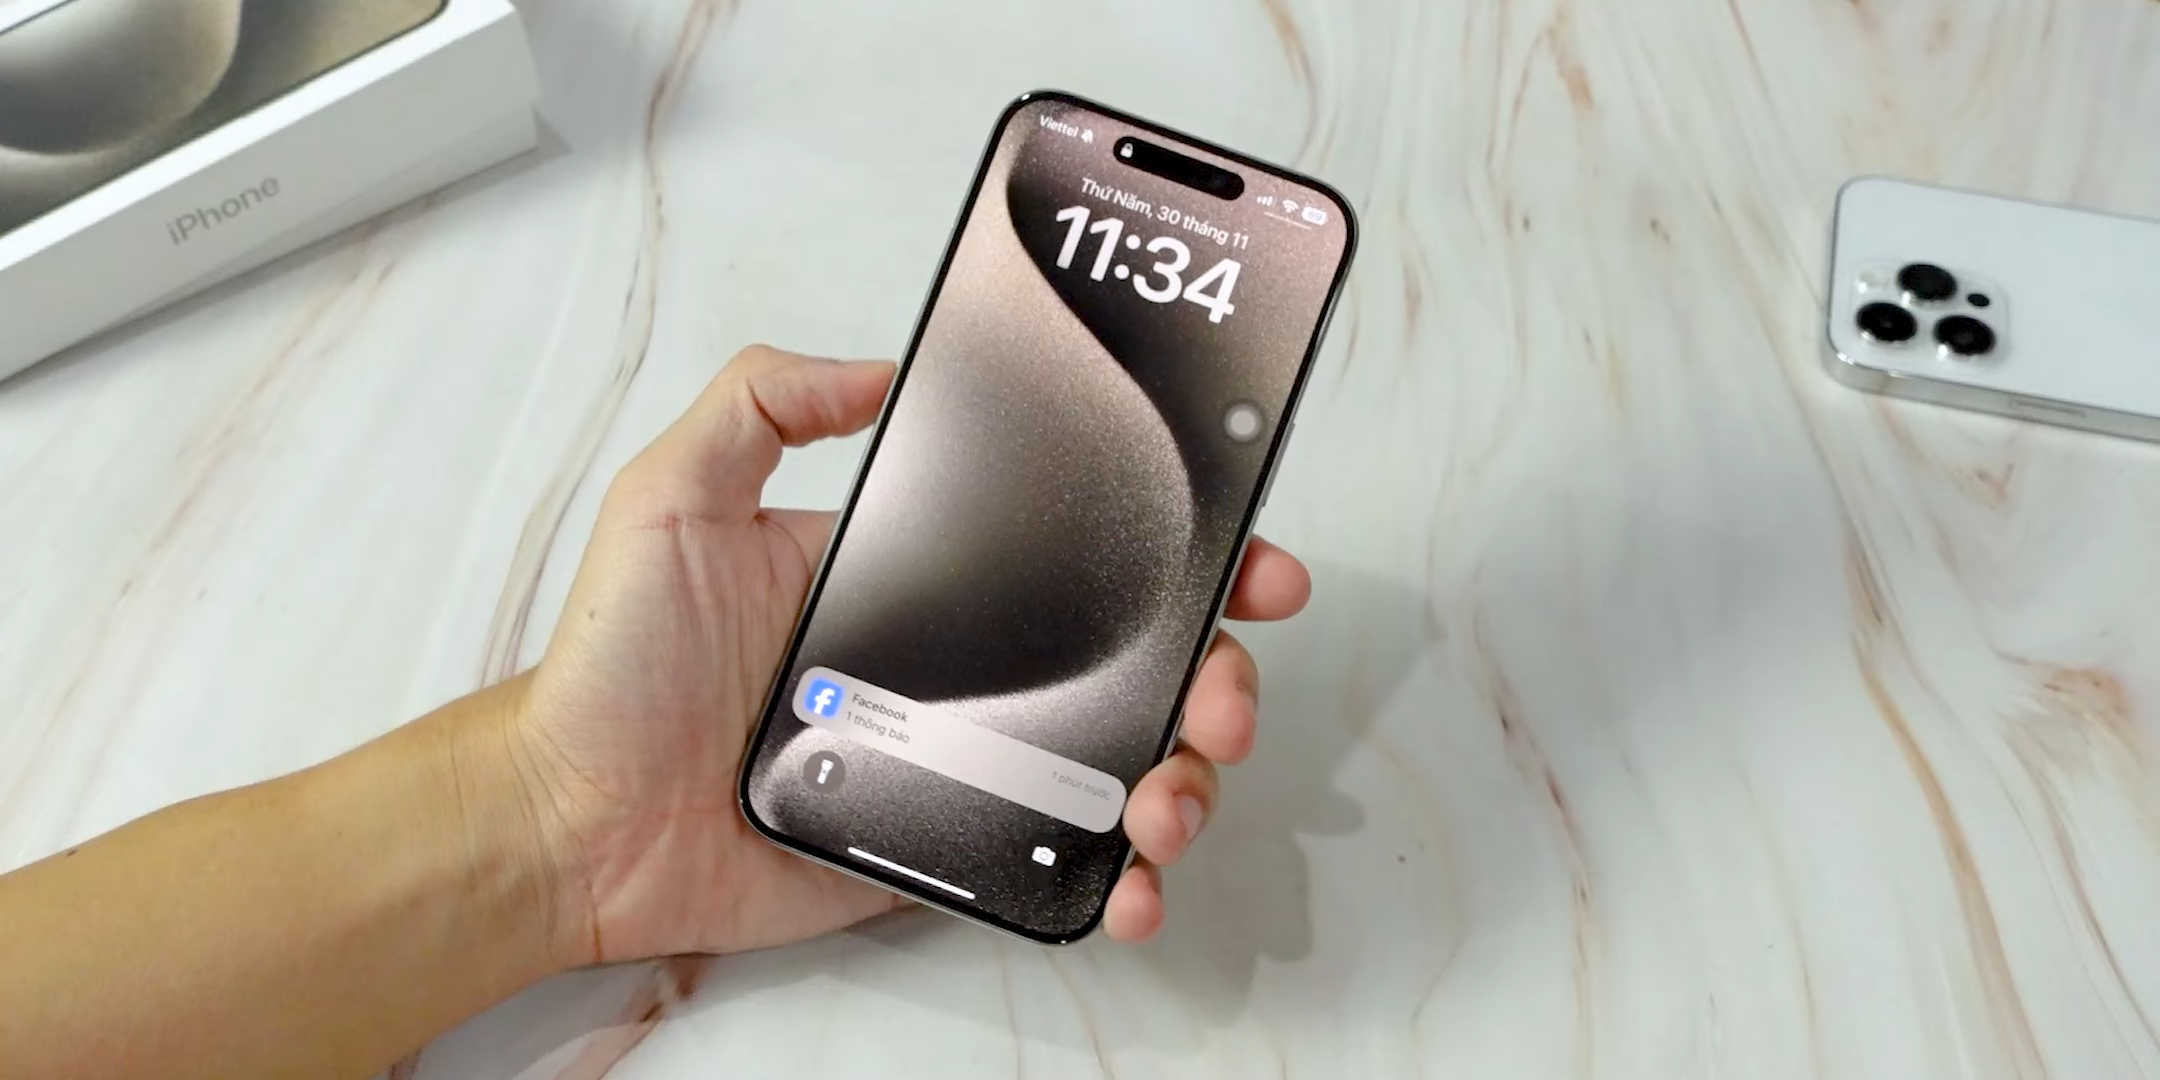 iPhone
Viettel
Thứ Năm, 30 tháng 11
11:34
Facebook
1 thông báo
1 phút trước